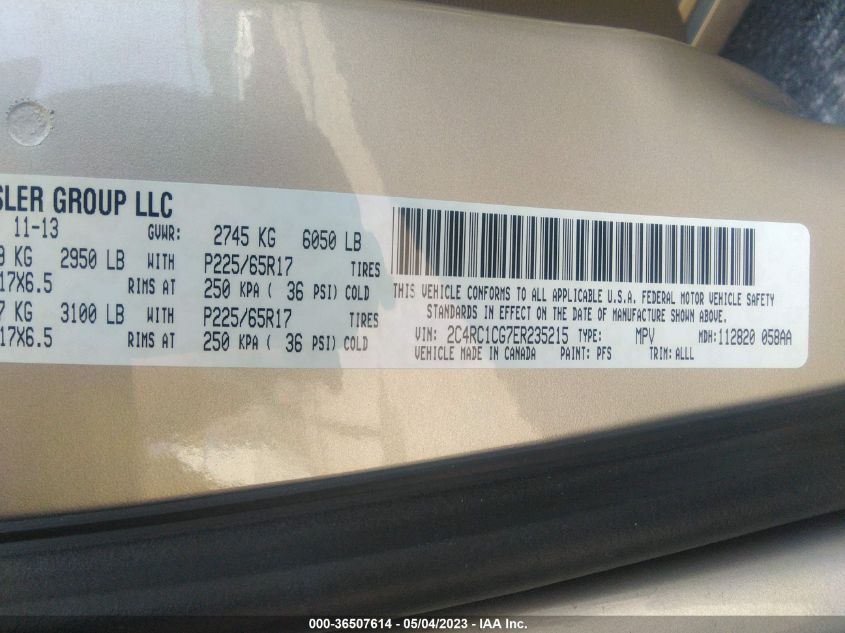 SLER GROUP LLC
11-13 GVWR: 2745 KG 6050 LB
KG 2950 LB WITH P225/65R17 TIRES
17X6.5 RIMS AT 250 KPA ( 36 PSI) COLD
KG 3100 LB WITH P225/65R17 TIRES
17X6.5 RIMS AT 250 KPA ( 36 PSI) COLD
THIS VEHICLE CONFORMS TO ALL APPLICABLE U.S.A. FEDERAL MOTOR VEHICLE SAFETY
STANDARDS IN EFFECT ON THE DATE OF MANUFACTURE SHOWN ABOVE.
VIN: 2C4RC1CG7ER235215 TYPE: MPV MDH: 112820 058AA
VEHICLE MADE IN CANADA PAINT: PFS TRIM: ALLL
000-36507614 - 05/04/2023 - IAA Inc.